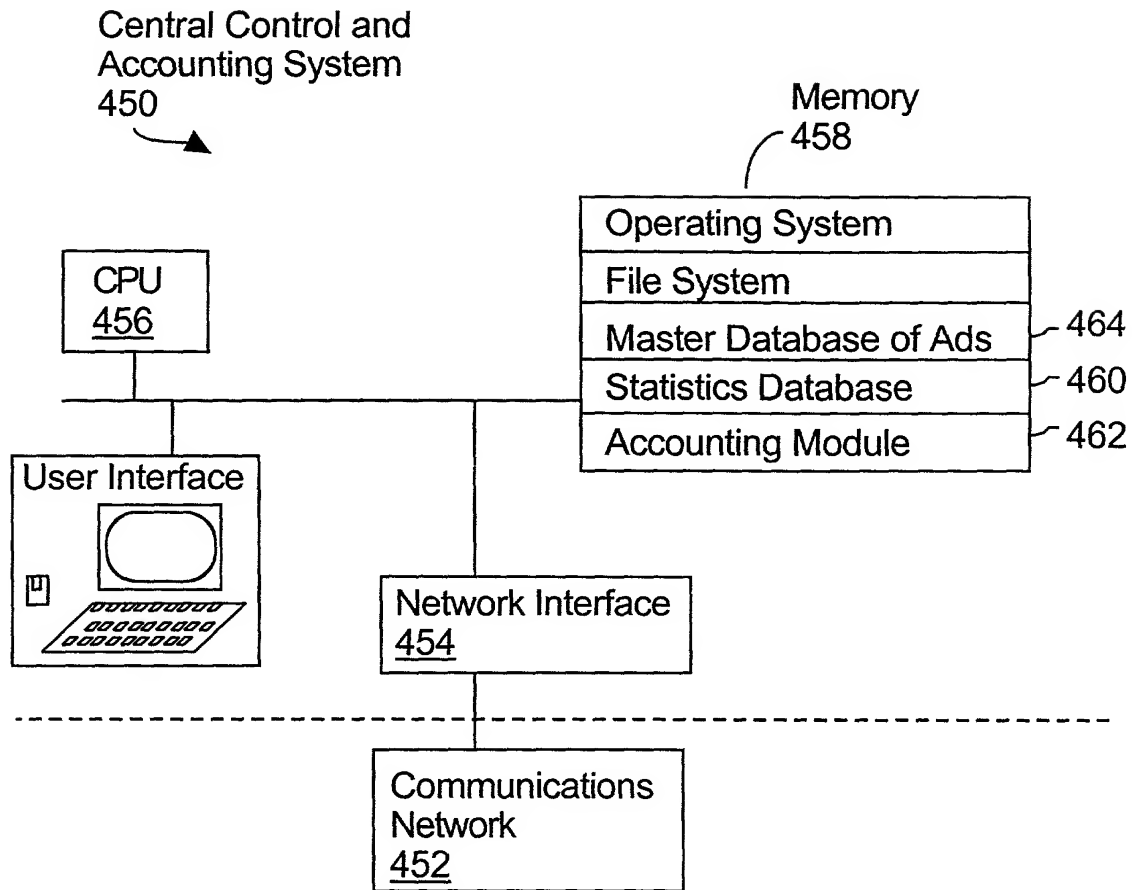 Central Control and
Accounting System
450
Memory
458
Operating System
File System
Master Database of Ads
464
Statistics Database
460
Accounting Module
462
CPU
456
User Interface
Network Interface
454
Communications
Network
452